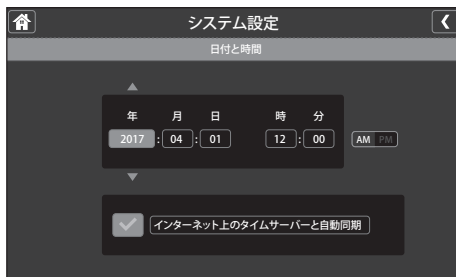 システム設定
日付と時間
年 月 日 時 分
2017 : 04 : 01 12 : 00 AM PM
インターネット上のタイムサーバーと自動同期